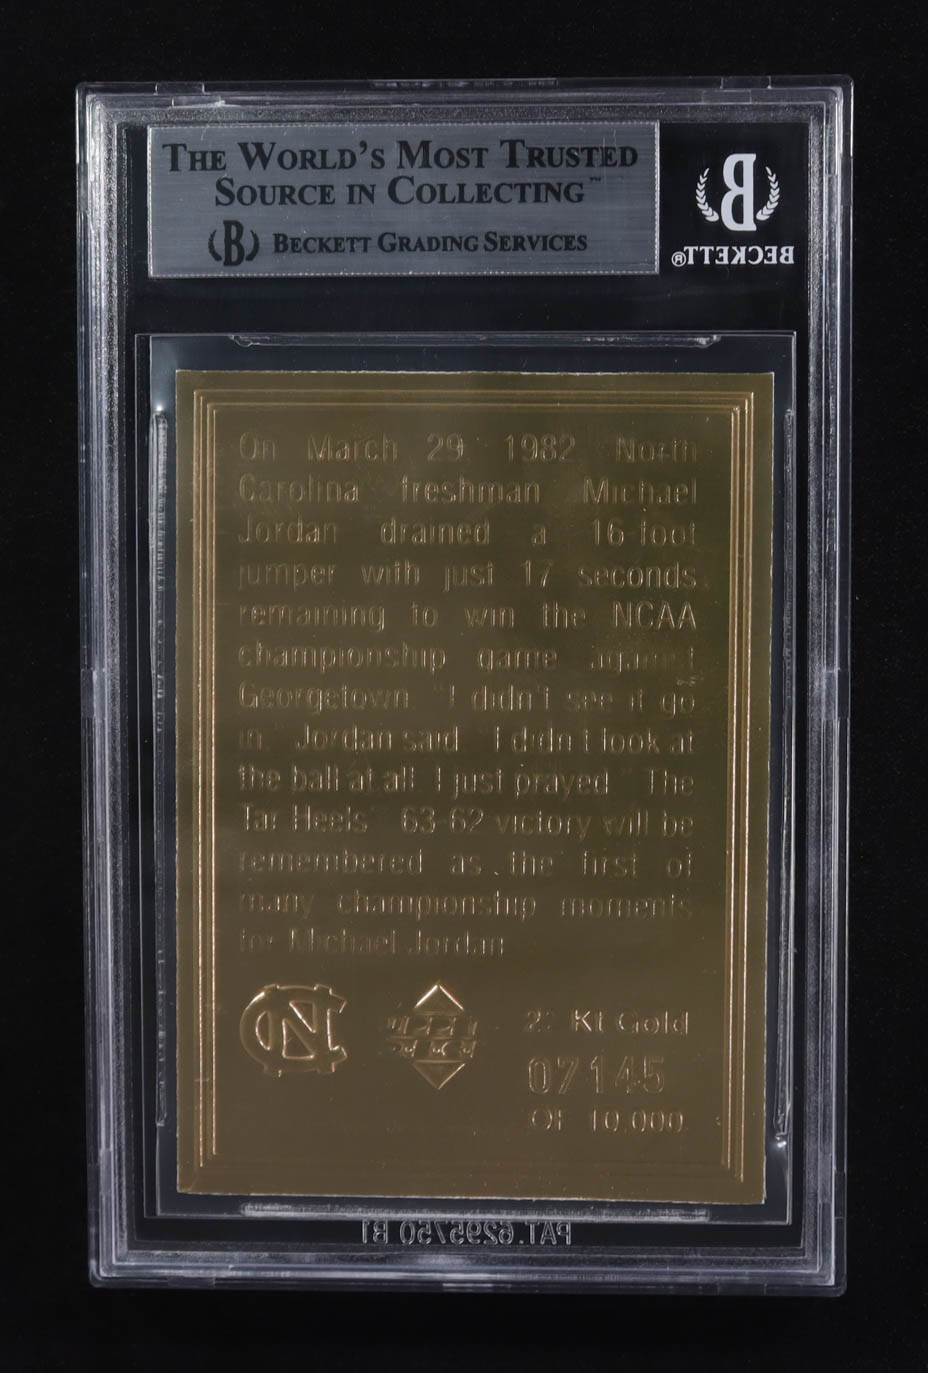 THE WORLD'S MOST TRUSTED
SOURCE IN COLLECTING™
B BECKETT GRADING SERVICES
B
BECKETT®
On March 29, 1982 North
Carolina freshman Michael
Jordan drained a 16-foot
jumper with just 17 seconds
remaining to win the NCAA
championship game against
Georgetown. "I didn't see it go
in," Jordan said. "I didn't look at
the ball at all. I just prayed." The
Tar Heels' 63-62 victory will be
remembered as the first of
many championship moments
for Michael Jordan.
NC
UPPER DECK
Kt Gold
07145
OF 10,000
PAT. 6295750 B1